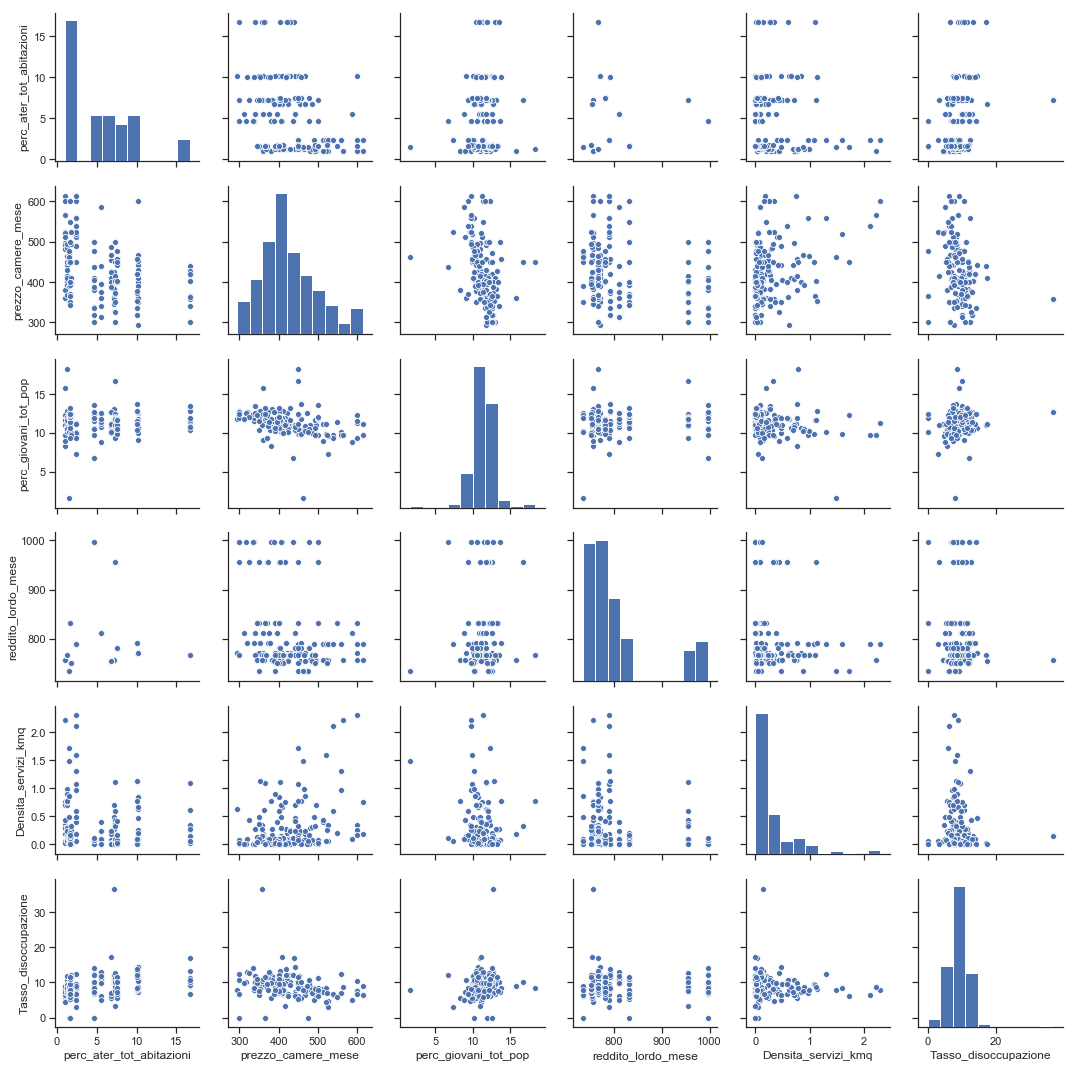 perc_ater_tot_abitazioni
15
10
5
0
prezzo_camere_mese
600
500
400
300
perc_giovani_tot_pop
15
10
5
reddito_lordo_mese
1000
900
800
Densita_servizi_kmq
2.0
1.5
1.0
0.5
0.0
Tasso_disoccupazione
30
20
10
0
0 5 10 15
300 400 500 600
5 10 15
800 900 1000
0 1 2
0 20
perc_ater_tot_abitazioni
prezzo_camere_mese
perc_giovani_tot_pop
reddito_lordo_mese
Densita_servizi_kmq
Tasso_disoccupazione